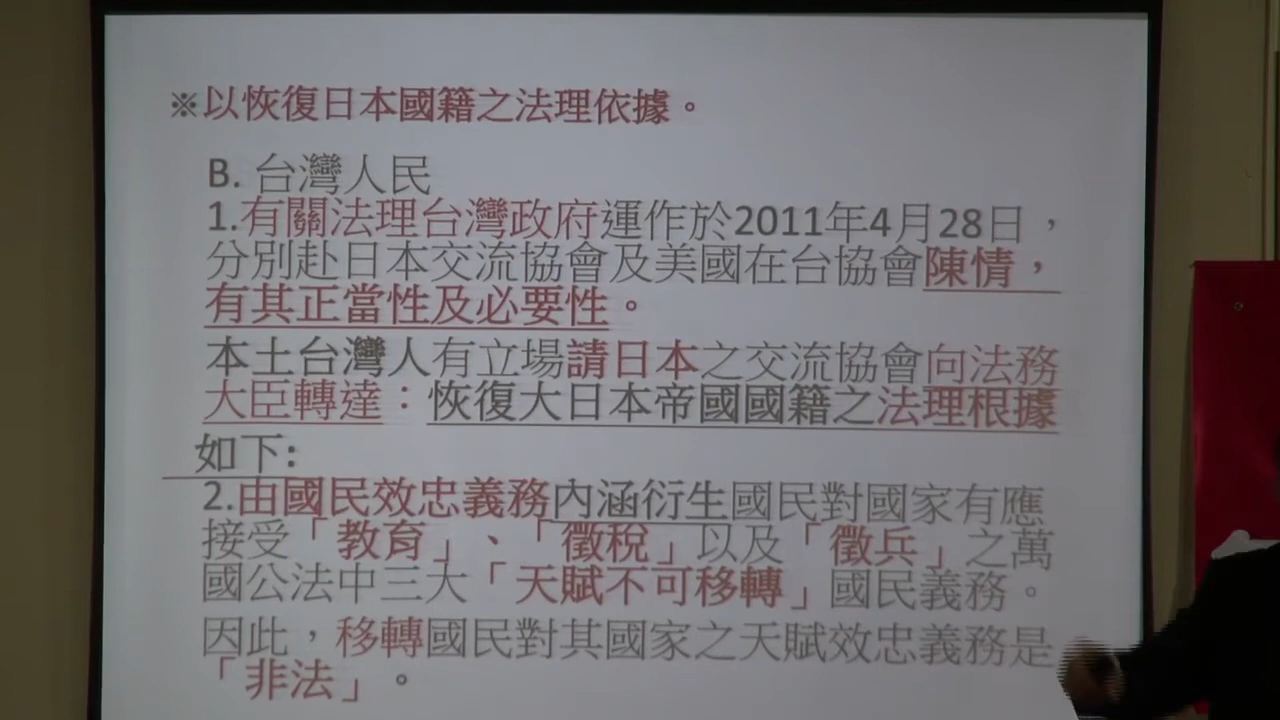 ※以恢復日本國籍之法理依據。
B. 台灣人民
1.有關法理台灣政府運作於2011年4月28日，
分別赴日本交流協會及美國在台協會陳情，
有其正當性及必要性。
本土台灣人有立場請日本之交流協會向法務
大臣轉達：恢復大日本帝國國籍之法理根據
如下:
2.由國民效忠義務內涵衍生國民對國家有應
接受「教育」、「徵稅」以及「徵兵」之萬
國公法中三大「天賦不可移轉」國民義務。
因此，移轉國民對其國家之天賦效忠義務是
「非法」。